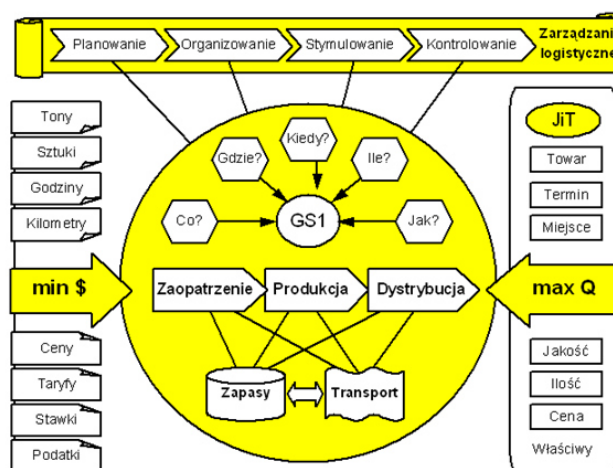 Planowanie
Organizowanie
Stymulowanie
Kontrolowanie
Zarządzani
logistyczne
Tony
Sztuki
Godziny
Kilometry
min $
Ceny
Taryfy
Stawki
Podatki
Co?
Gdzie?
Kiedy?
Ile?
Jak?
GS1
Zaopatrzenie
Produkcja
Dystrybucja
Zapasy
Transport
JiT
Towar
Termin
Miejsce
max Q
Jakość
Ilość
Cena
Właściwy